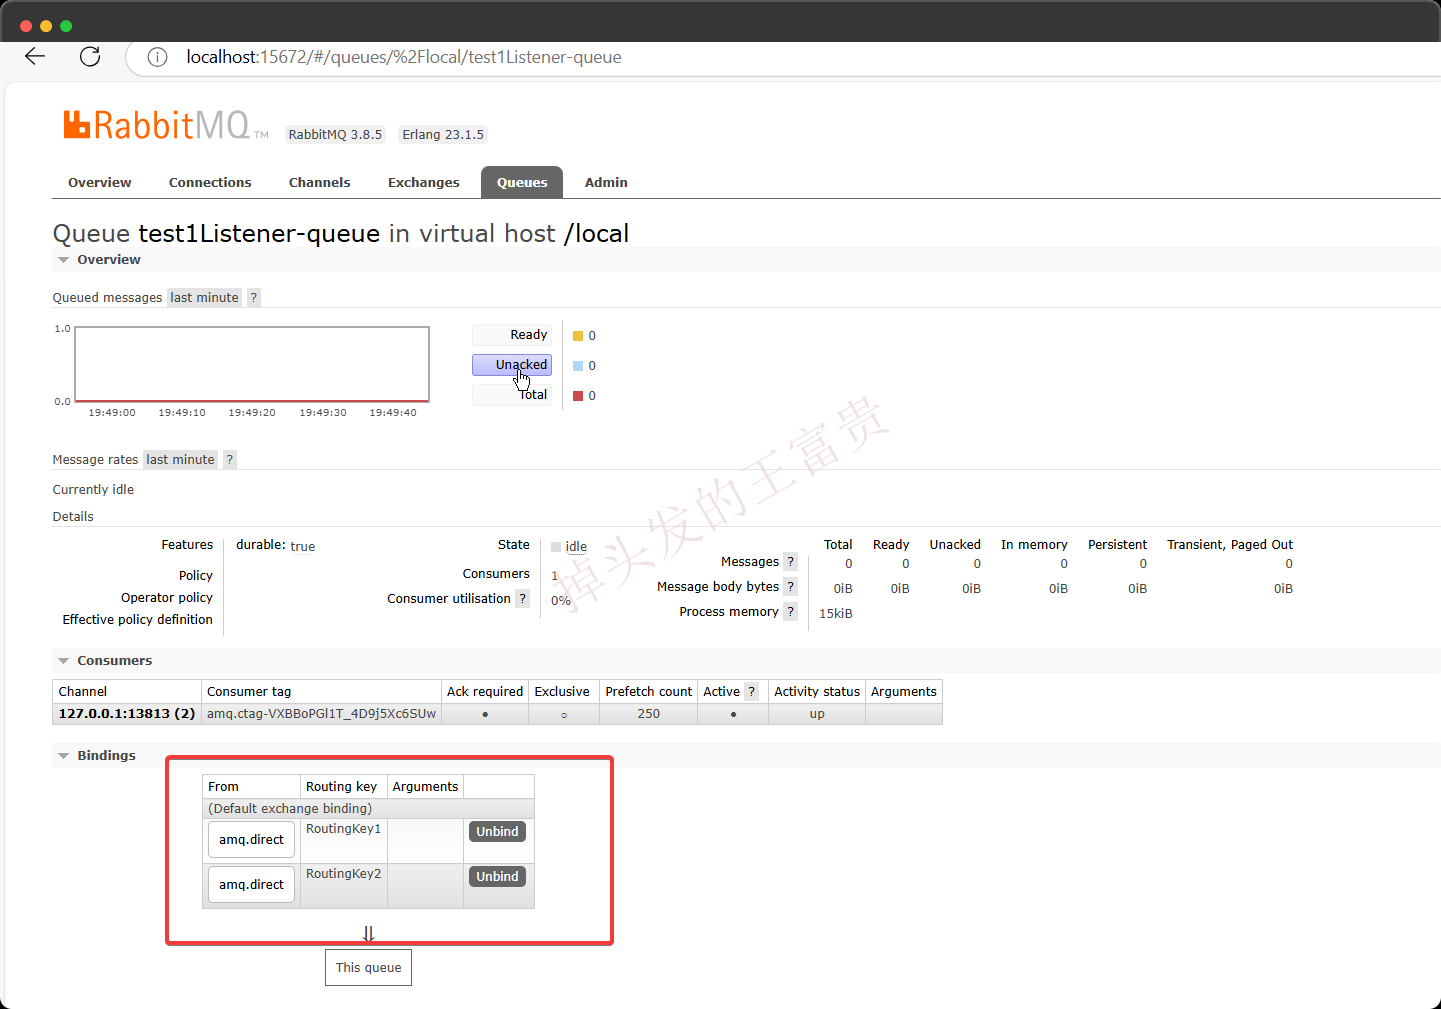 localhost:15672/#/queues/%2Flocal/test1Listener-queue
RabbitMQ TM RabbitMQ 3.8.5 Erlang 23.1.5
Overview Connections Channels Exchanges Queues Admin
Queue test1Listener-queue in virtual host /local
Overview
Queued messages last minute ?
1.0
0.0
19:49:00 19:49:10 19:49:20 19:49:30 19:49:40
Ready 0
Unacked 0
Total 0
Message rates last minute ?
Currently idle
Details
Features durable: true
Policy
Operator policy
Effective policy definition
State idle
Consumers 1
Consumer utilisation ? 0%
Total Ready Unacked In memory Persistent Transient, Paged Out
Messages ? 0 0 0 0 0 0
Message body bytes ? 0iB 0iB 0iB 0iB 0iB 0iB
Process memory ? 15kiB
掉头发的王富贵
Consumers
Channel Consumer tag Ack required Exclusive Prefetch count Active ? Activity status Arguments
127.0.0.1:13813 (2) amq.ctag-VXBBoPGl1T_4D9j5Xc6SUw ● ○ 250 ● up
Bindings
From Routing key Arguments
(Default exchange binding)
amq.direct RoutingKey1 Unbind
amq.direct RoutingKey2 Unbind
⇓
This queue